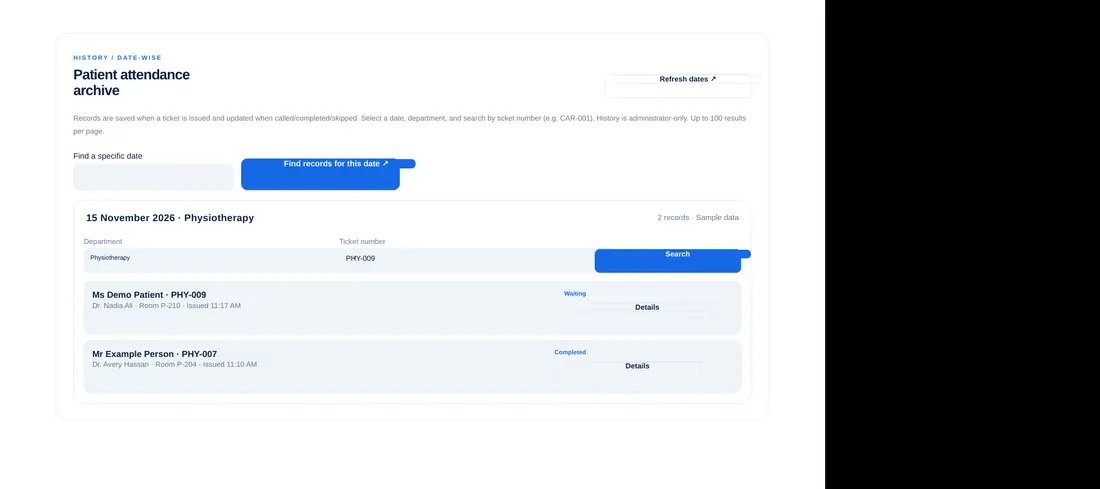 HISTORY / DATE-WISE
Patient attendance
archive
Refresh dates ↗
Records are saved when a ticket is issued and updated when called/completed/skipped. Select a date, department, and search by ticket number (e.g. CAR-001). History is administrator-only. Up to 100 results
per page.
Find a specific date
Find records for this date ↗
15 November 2026 · Physiotherapy
2 records · Sample data
Department
Ticket number
Physiotherapy
PHY-009
Search
Ms Demo Patient · PHY-009
Waiting
Dr. Nadia Ali · Room P-210 · Issued 11:17 AM
Details
Mr Example Person · PHY-007
Completed
Dr. Avery Hassan · Room P-204 · Issued 11:10 AM
Details